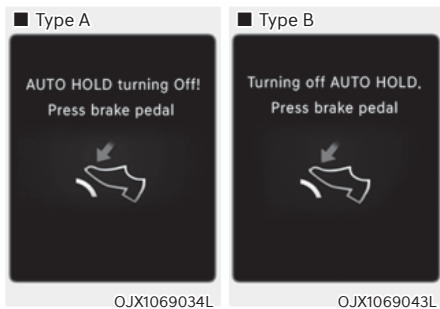 ■ Type A
AUTO HOLD turning Off!
Press brake pedal
OJX1069034L
■ Type B
Turning off AUTO HOLD.
Press brake pedal
OJX1069043L